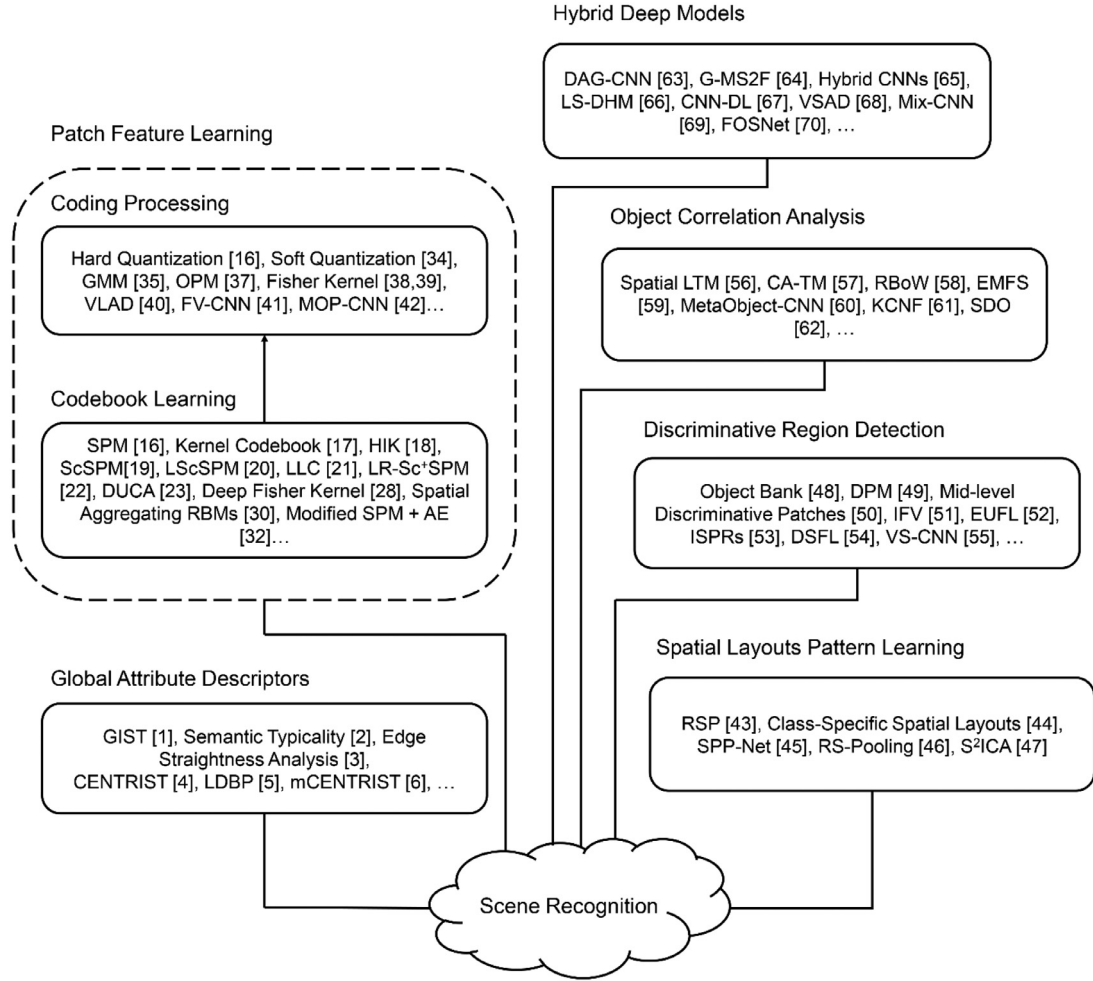 Hybrid Deep Models
DAG-CNN [63], G-MS2F [64], Hybrid CNNs [65],
LS-DHM [66], CNN-DL [67], VSAD [68], Mix-CNN
[69], FOSNet [70], …
Patch Feature Learning
Coding Processing
Hard Quantization [16], Soft Quantization [34],
GMM [35], OPM [37], Fisher Kernel [38,39],
VLAD [40], FV-CNN [41], MOP-CNN [42]…
Codebook Learning
SPM [16], Kernel Codebook [17], HIK [18],
ScSPM[19], LScSPM [20], LLC [21], LR-Sc⁺SPM
[22], DUCA [23], Deep Fisher Kernel [28], Spatial
Aggregating RBMs [30], Modified SPM + AE
[32]…
Global Attribute Descriptors
GIST [1], Semantic Typicality [2], Edge
Straightness Analysis [3],
CENTRIST [4], LDBP [5], mCENTRIST [6], …
Object Correlation Analysis
Spatial LTM [56], CA-TM [57], RBoW [58], EMFS
[59], MetaObject-CNN [60], KCNF [61], SDO
[62], …
Discriminative Region Detection
Object Bank [48], DPM [49], Mid-level
Discriminative Patches [50], IFV [51], EUFL [52],
ISPRs [53], DSFL [54], VS-CNN [55], …
Spatial Layouts Pattern Learning
RSP [43], Class-Specific Spatial Layouts [44],
SPP-Net [45], RS-Pooling [46], S²ICA [47]
Scene Recognition